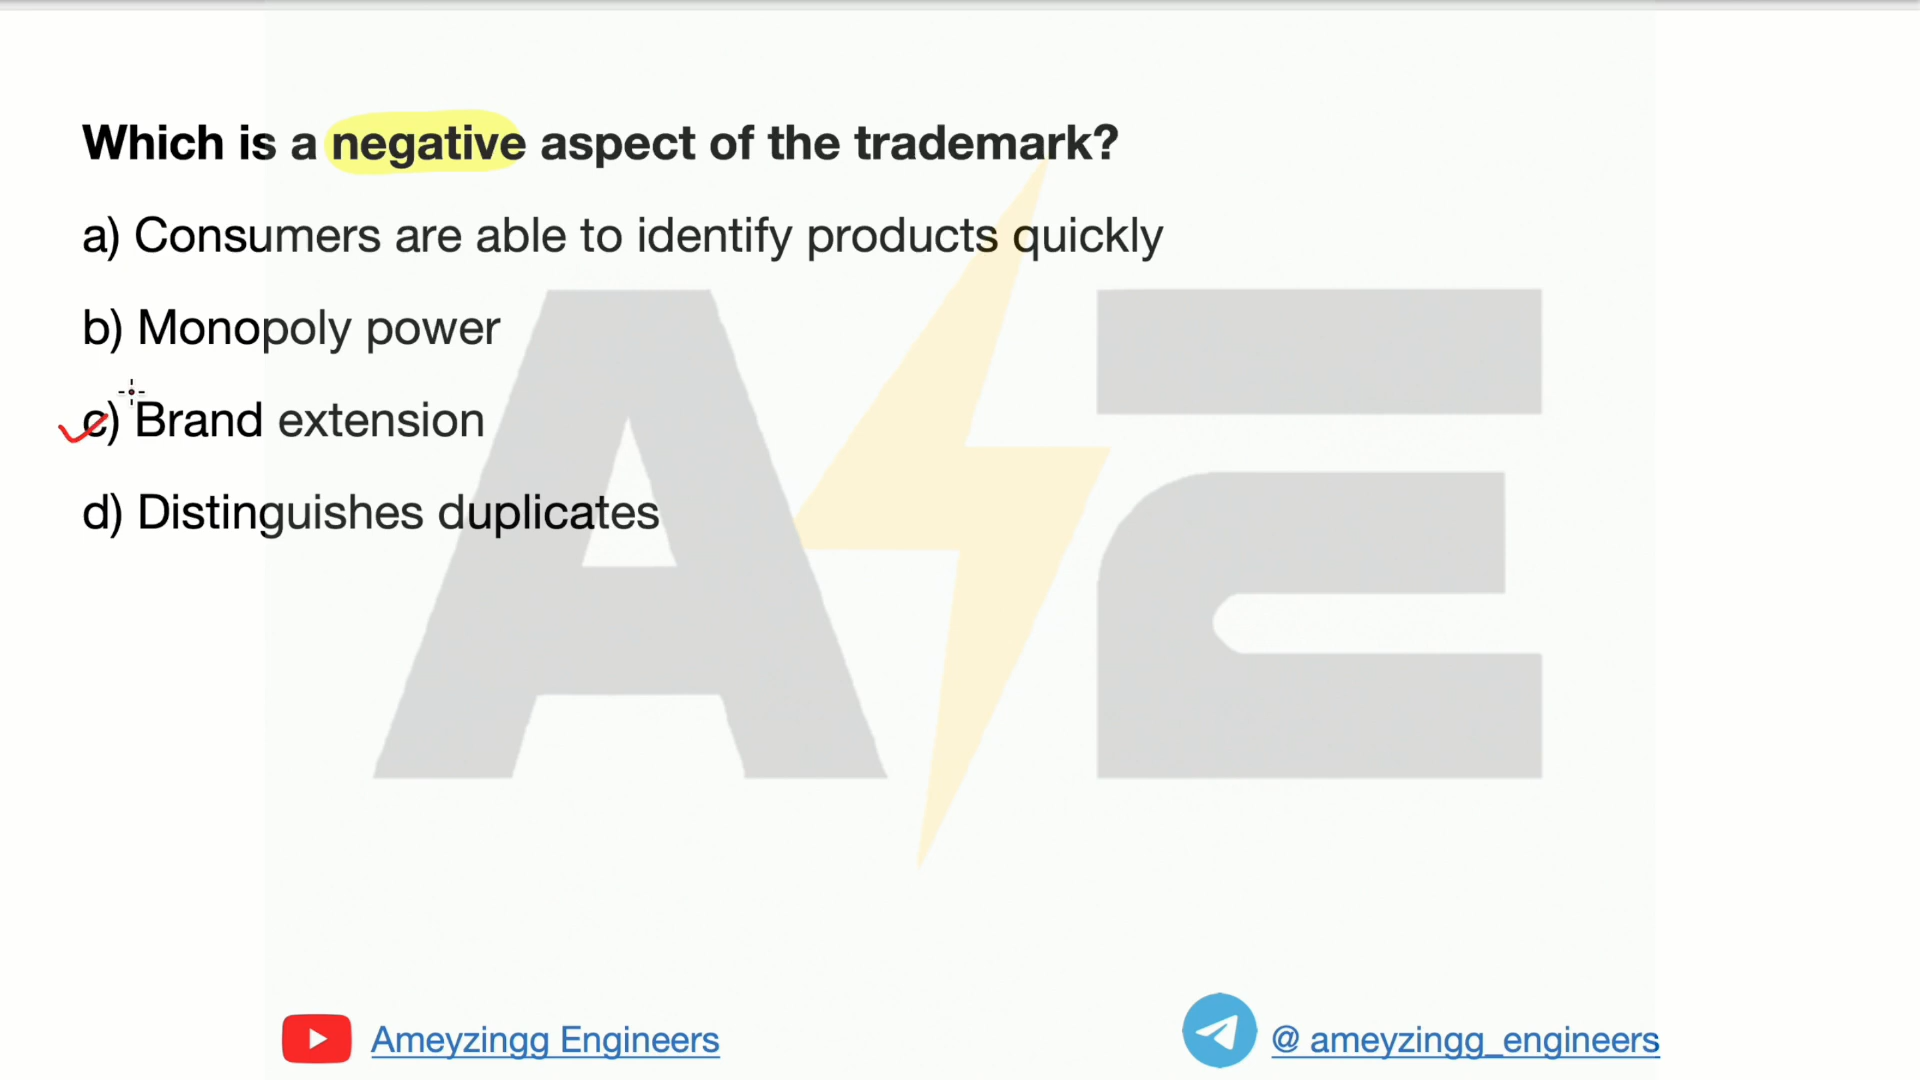 Which is a negative aspect of the trademark?
a) Consumers are able to identify products quickly
b) Monopoly power
c) Brand extension
d) Distinguishes duplicates
AE
Ameyzingg Engineers
@ ameyzingg_engineers